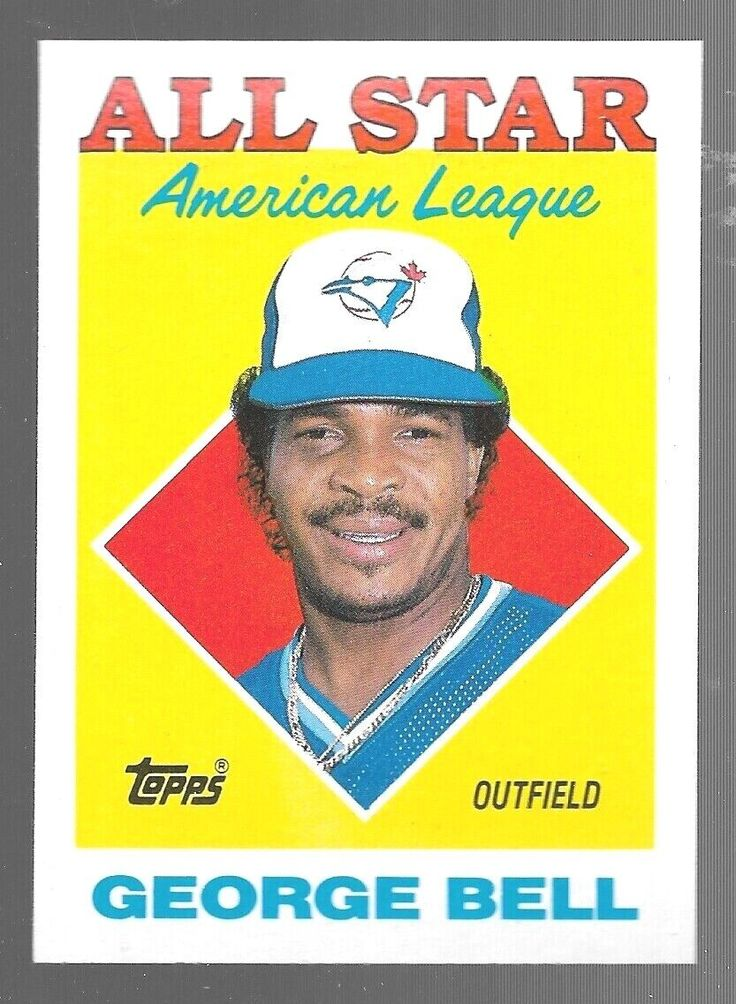 ALL STAR
American League
topps®
OUTFIELD
GEORGE BELL